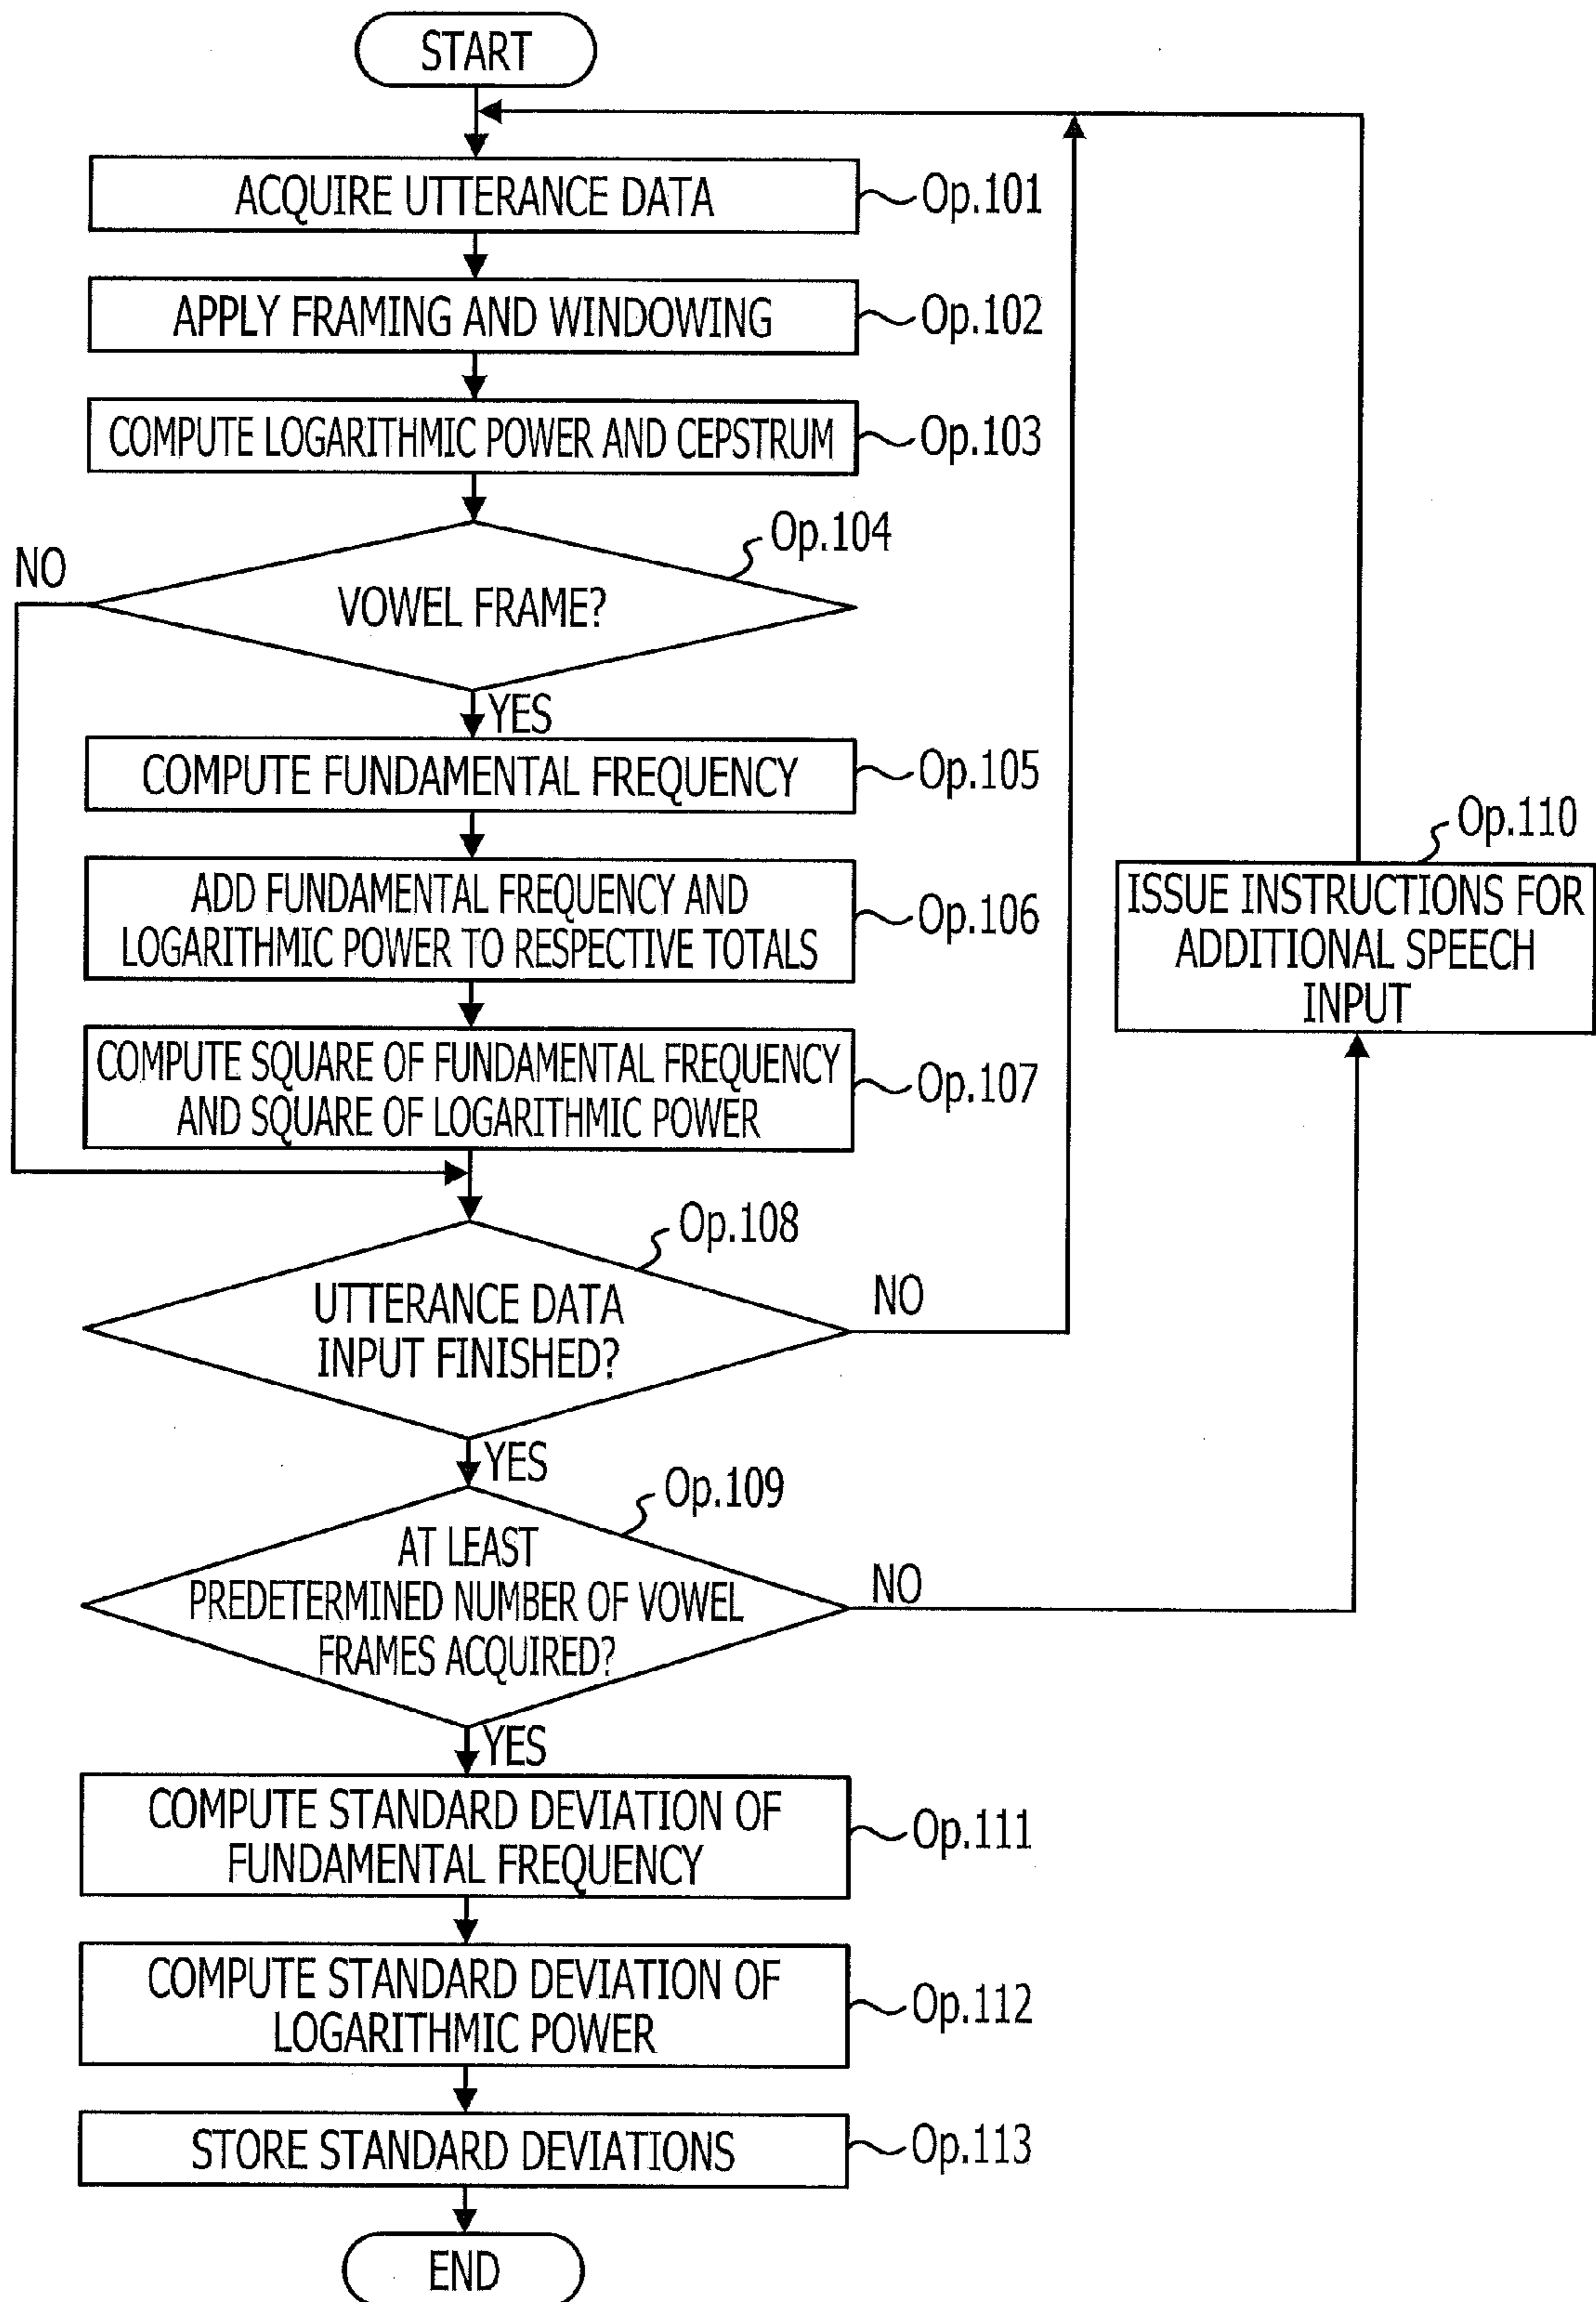 START
ACQUIRE UTTERANCE DATA
Op.101
APPLY FRAMING AND WINDOWING
Op.102
COMPUTE LOGARITHMIC POWER AND CEPSTRUM
Op.103
Op.104
NO
VOWEL FRAME?
YES
COMPUTE FUNDAMENTAL FREQUENCY
Op.105
ADD FUNDAMENTAL FREQUENCY AND
LOGARITHMIC POWER TO RESPECTIVE TOTALS
Op.106
Op.110
ISSUE INSTRUCTIONS FOR
ADDITIONAL SPEECH
INPUT
COMPUTE SQUARE OF FUNDAMENTAL FREQUENCY
AND SQUARE OF LOGARITHMIC POWER
Op.107
Op.108
UTTERANCE DATA
INPUT FINISHED?
NO
YES
Op.109
AT LEAST
PREDETERMINED NUMBER OF VOWEL
FRAMES ACQUIRED?
NO
YES
COMPUTE STANDARD DEVIATION OF
FUNDAMENTAL FREQUENCY
Op.111
COMPUTE STANDARD DEVIATION OF
LOGARITHMIC POWER
Op.112
STORE STANDARD DEVIATIONS
Op.113
END